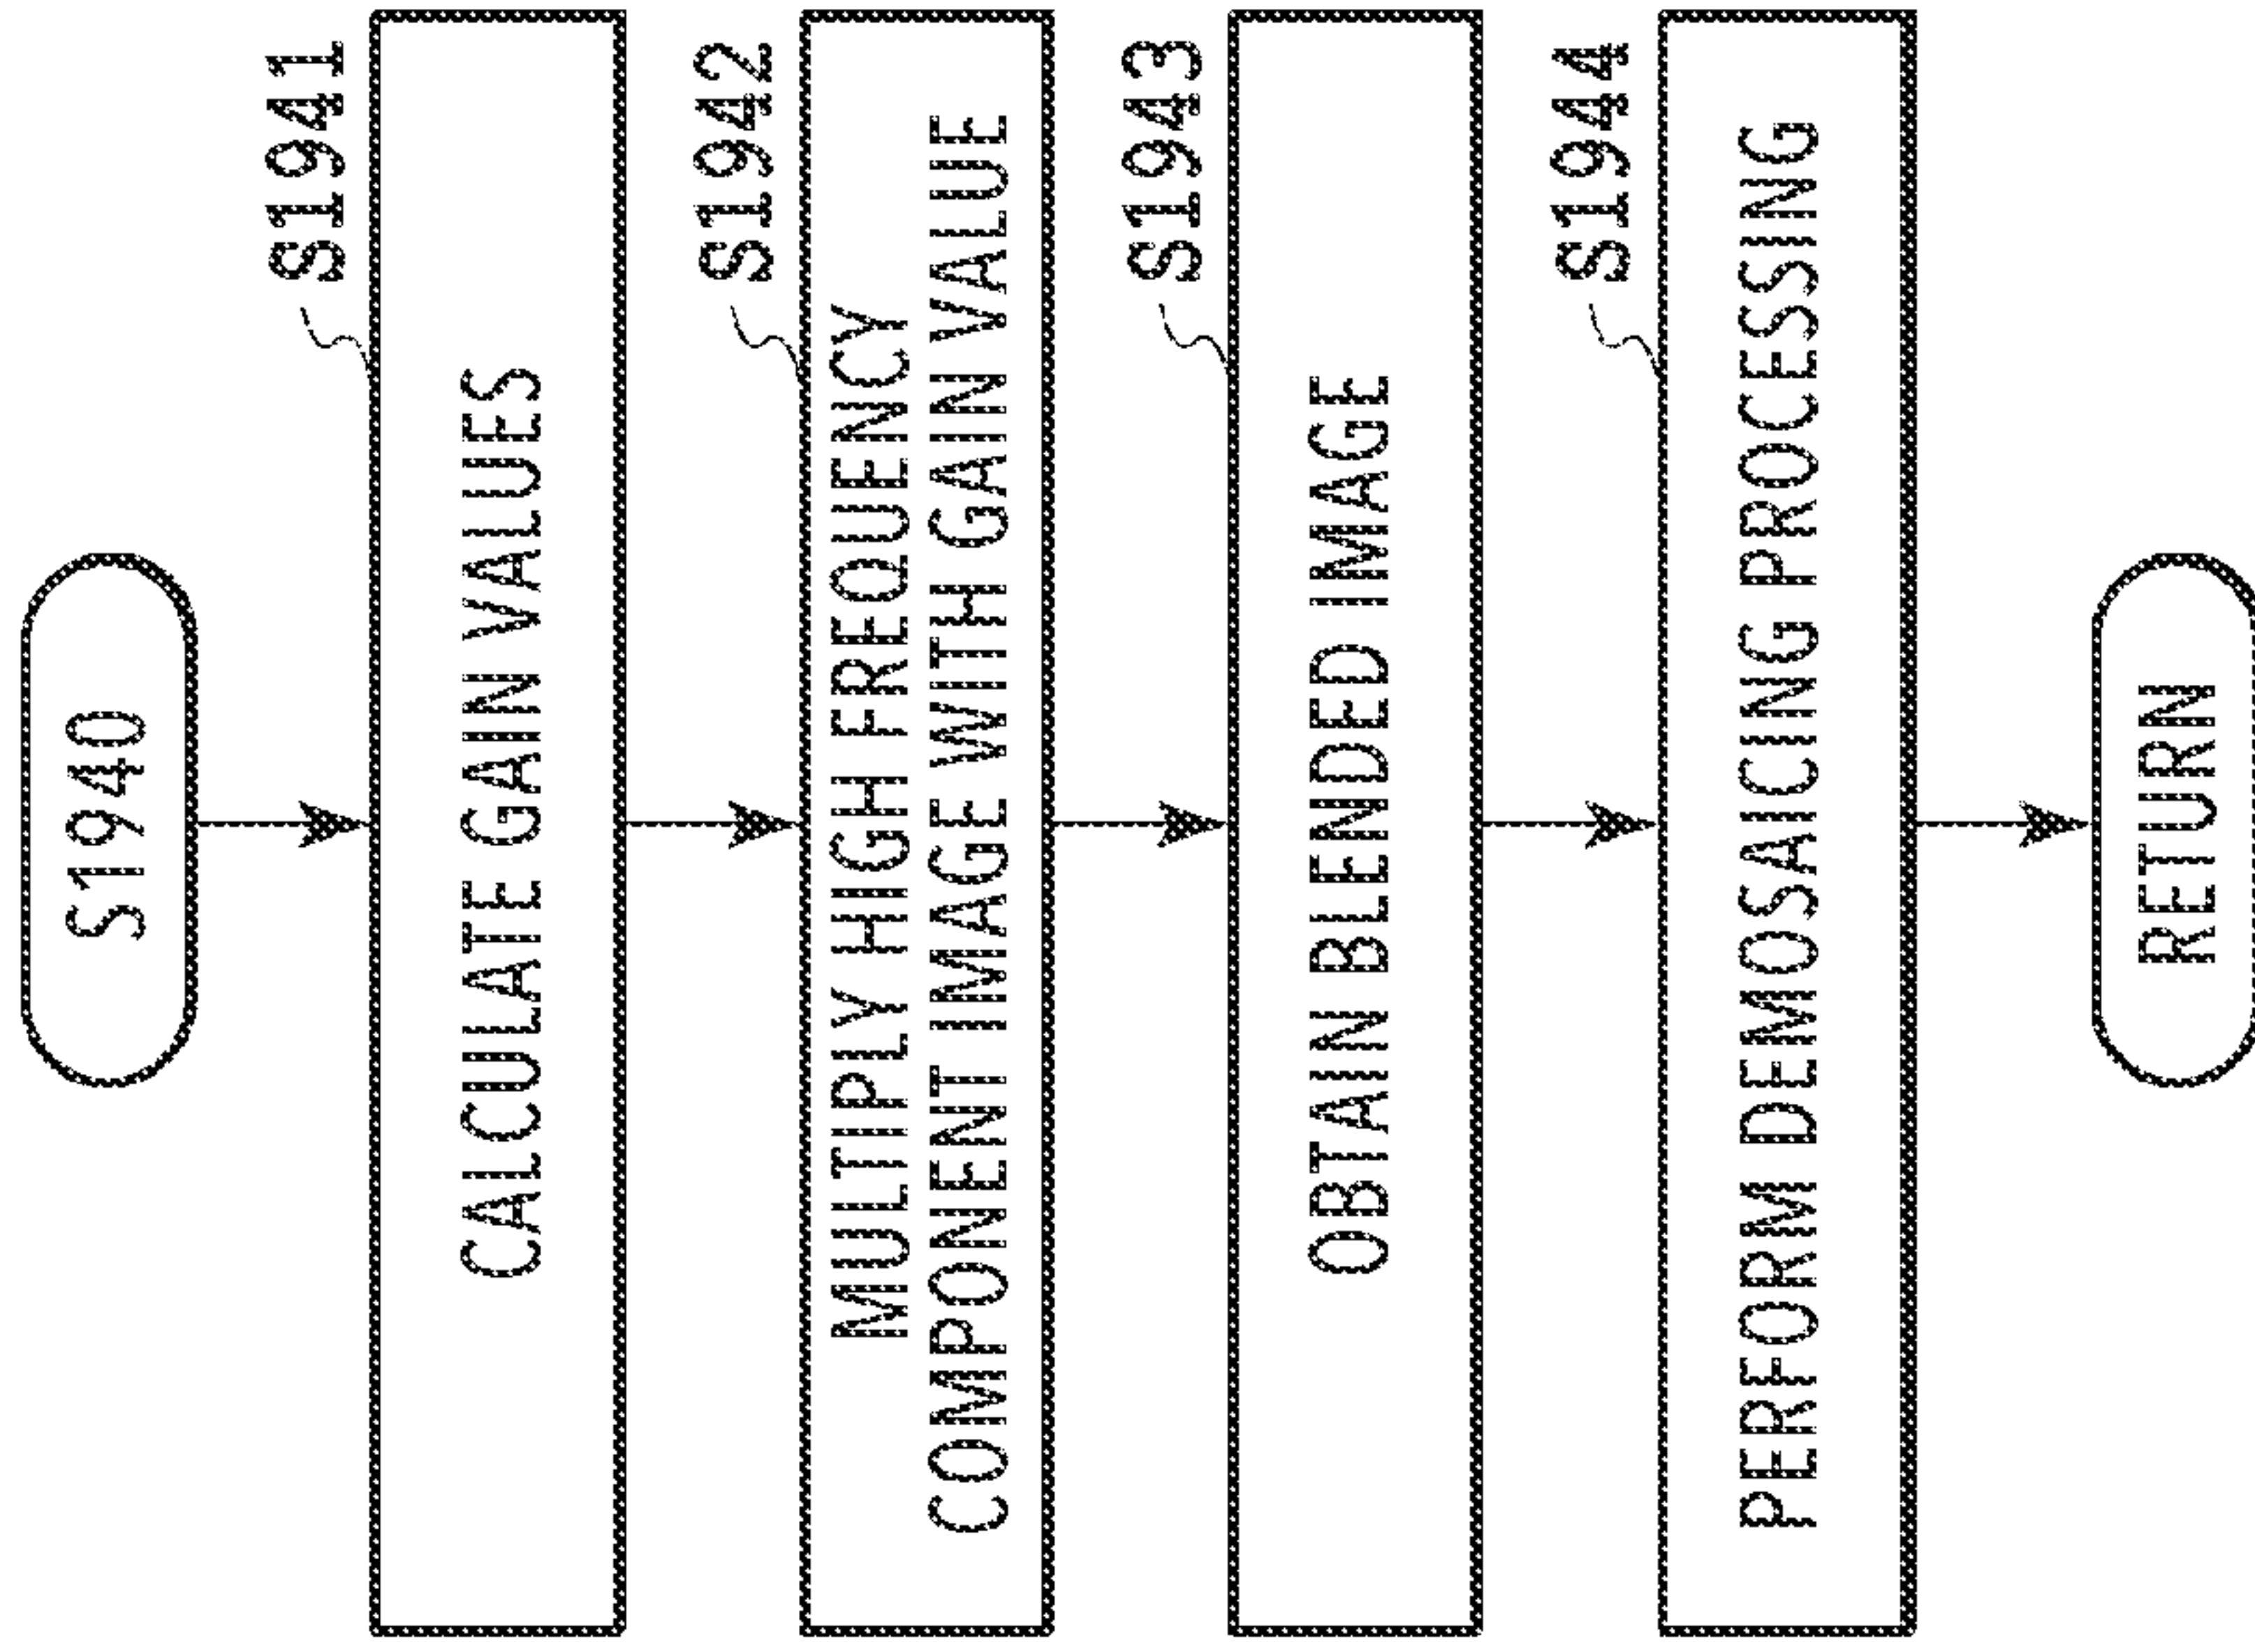 S1940
S1941
CALCULATE GAIN VALUES
S1942
MULTIPLY HIGH FREQUENCY
COMPONENT IMAGE WITH GAIN VALUE
S1943
OBTAIN BLENDED IMAGE
S1944
PERFORM DEMOSAICING PROCESSING
RETURN